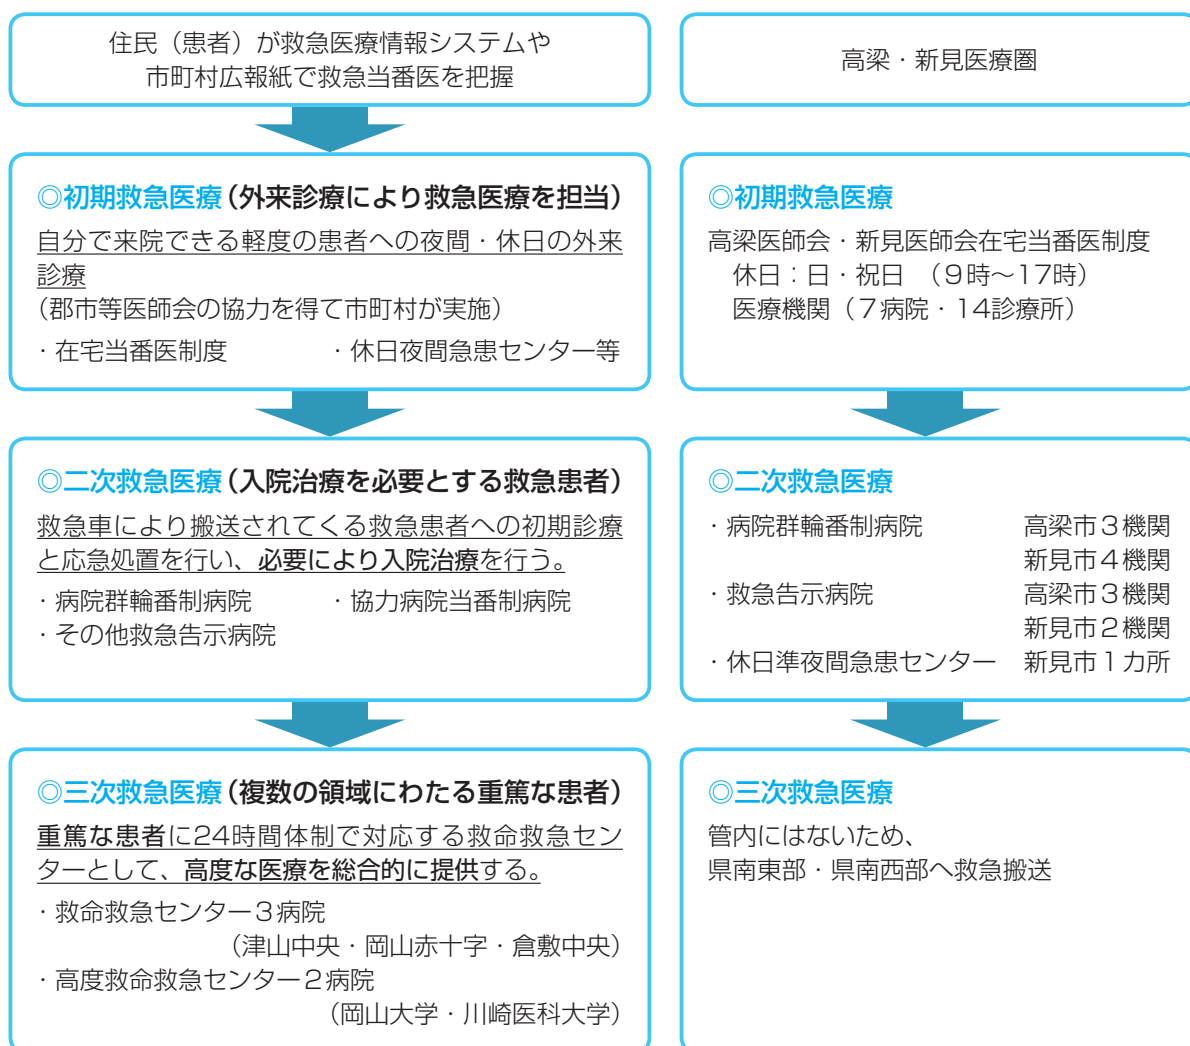 住民（患者）が救急医療情報システムや
市町村広報紙で救急当番医を把握
高梁・新見医療圏
◎初期救急医療（外来診療により救急医療を担当）
自分で来院できる軽度の患者への夜間・休日の外来
診療
（郡市等医師会の協力を得て市町村が実施）
・在宅当番医制度　　　　・休日夜間急患センター等
◎初期救急医療
高梁医師会・新見医師会在宅当番医制度
休日：日・祝日　（９時～17時）
医療機関（７病院・14診療所）
◎二次救急医療（入院治療を必要とする救急患者）
救急車により搬送されてくる救急患者への初期診療
と応急処置を行い、必要により入院治療を行う。
・病院群輪番制病院　　　・協力病院当番制病院
・その他救急告示病院
◎二次救急医療
・病院群輪番制病院　　　高梁市３機関
新見市４機関
・救急告示病院　　　　　高梁市３機関
新見市２機関
・休日準夜間急患センター　新見市１カ所
◎三次救急医療（複数の領域にわたる重篤な患者）
重篤な患者に24時間体制で対応する救命救急セン
ターとして、高度な医療を総合的に提供する。
・救命救急センター３病院
（津山中央・岡山赤十字・倉敷中央）
・高度救命救急センター２病院
（岡山大学・川崎医科大学）
◎三次救急医療
管内にはないため、
県南東部・県南西部へ救急搬送